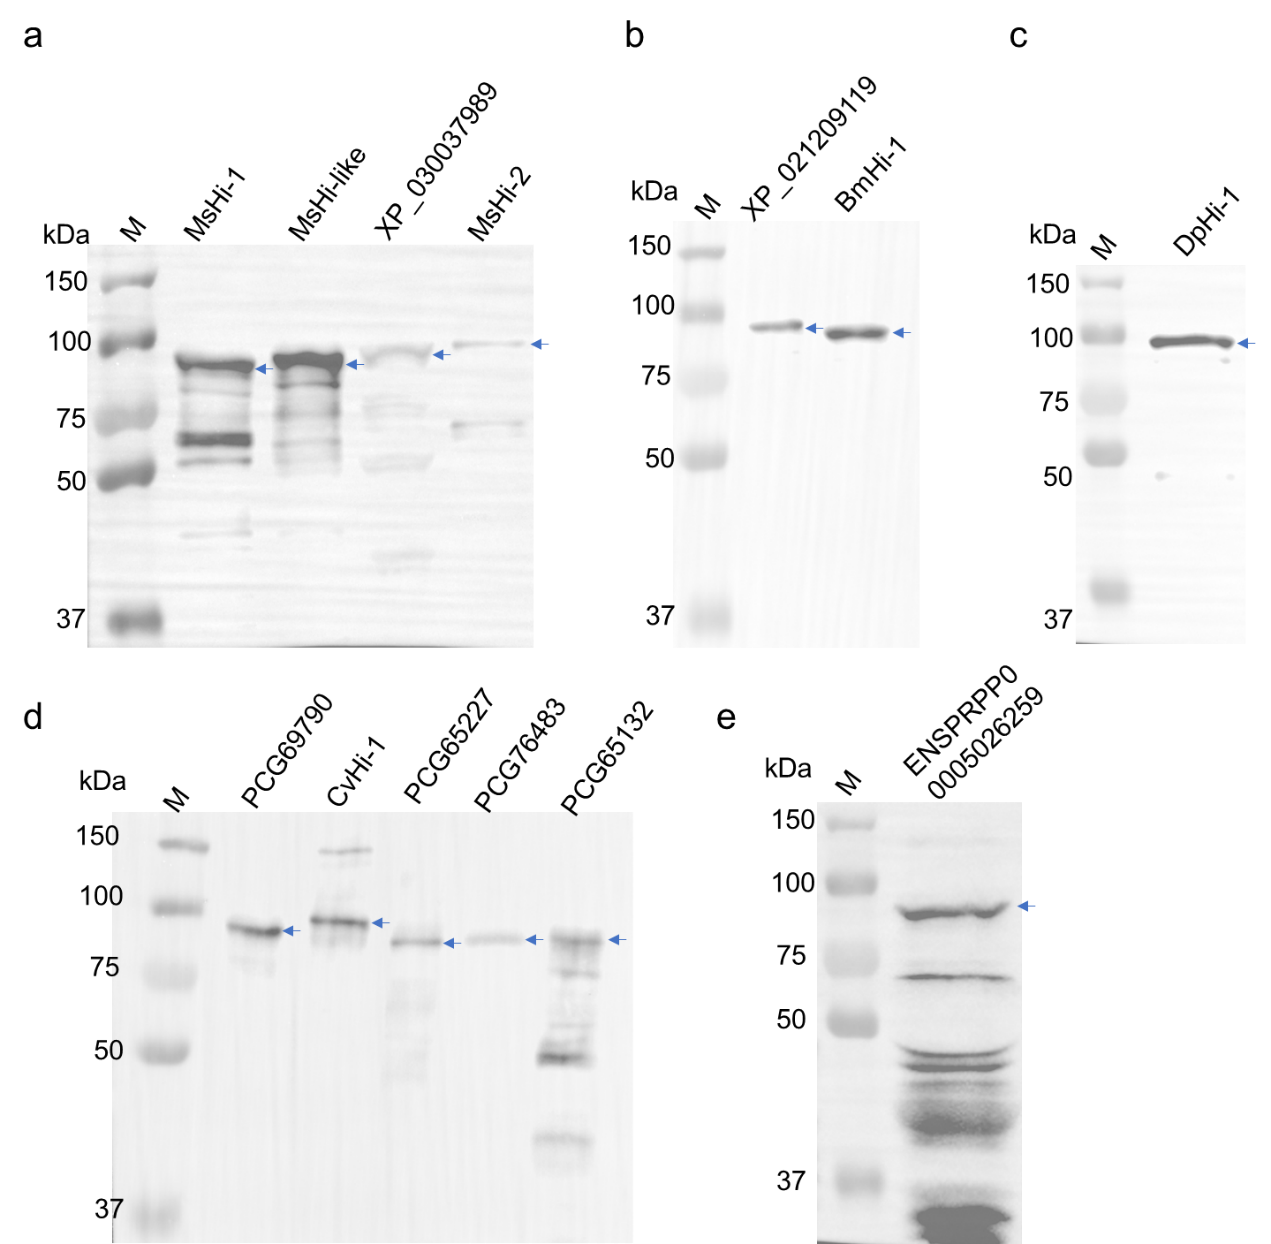 a
kDa
M
MsHi-1
MsHi-like
XP_030037989
MsHi-2
150
100
75
50
37
b
kDa
M
XP_021209119
BmHi-1
150
100
75
50
37
c
kDa
M
DpHi-1
150
100
75
50
37
d
kDa
M
PCG69790
CvHi-1
PCG65227
PCG76483
PCG65132
150
100
75
50
37
e
kDa
M
ENSPRPP0
0005026259
150
100
75
50
37